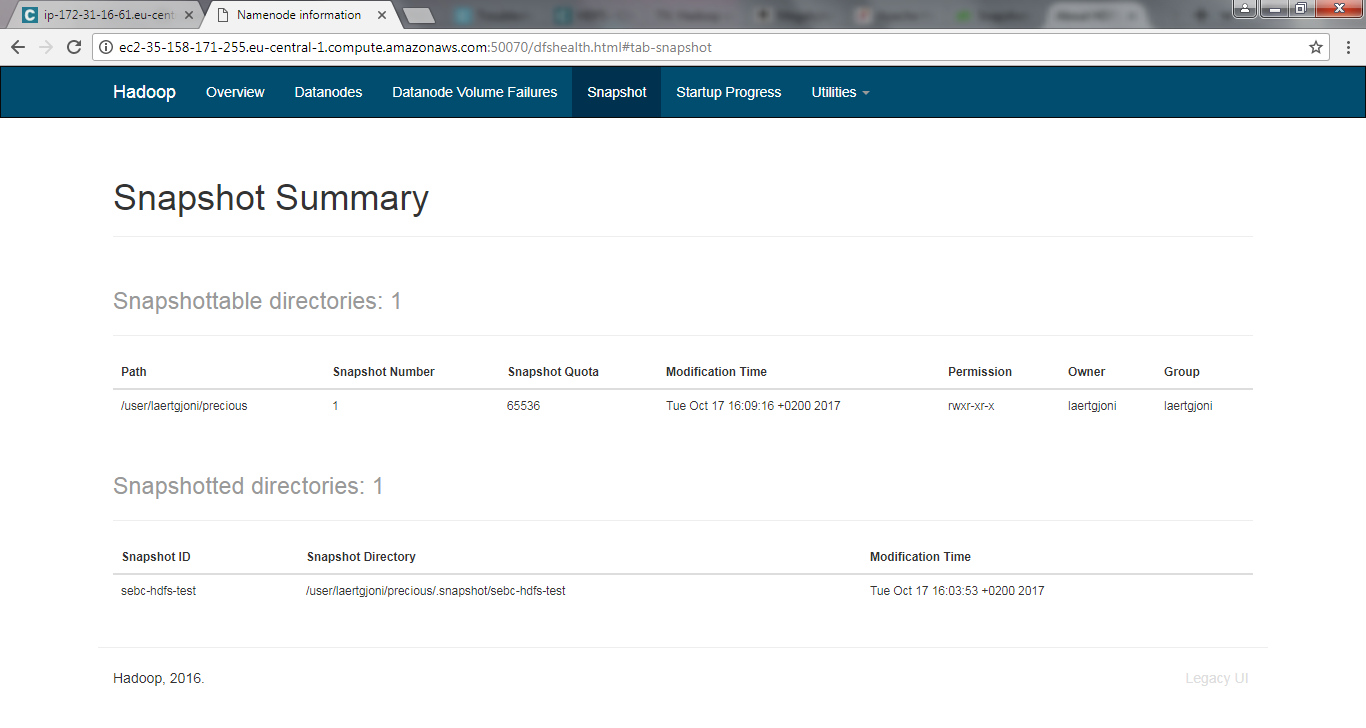 ip-172-31-16-61.eu-cent
Namenode information
ec2-35-158-171-255.eu-central-1.compute.amazonaws.com:50070/dfshealth.html#tab-snapshot
Hadoop Overview Datanodes Datanode Volume Failures Snapshot Startup Progress Utilities
Snapshot Summary
Snapshottable directories: 1
Path Snapshot Number Snapshot Quota Modification Time Permission Owner Group
/user/laertgjoni/precious 1 65536 Tue Oct 17 16:09:16 +0200 2017 rwxr-xr-x laertgjoni laertgjoni
Snapshotted directories: 1
Snapshot ID Snapshot Directory Modification Time
sebc-hdfs-test /user/laertgjoni/precious/.snapshot/sebc-hdfs-test Tue Oct 17 16:03:53 +0200 2017
Hadoop, 2016. Legacy UI